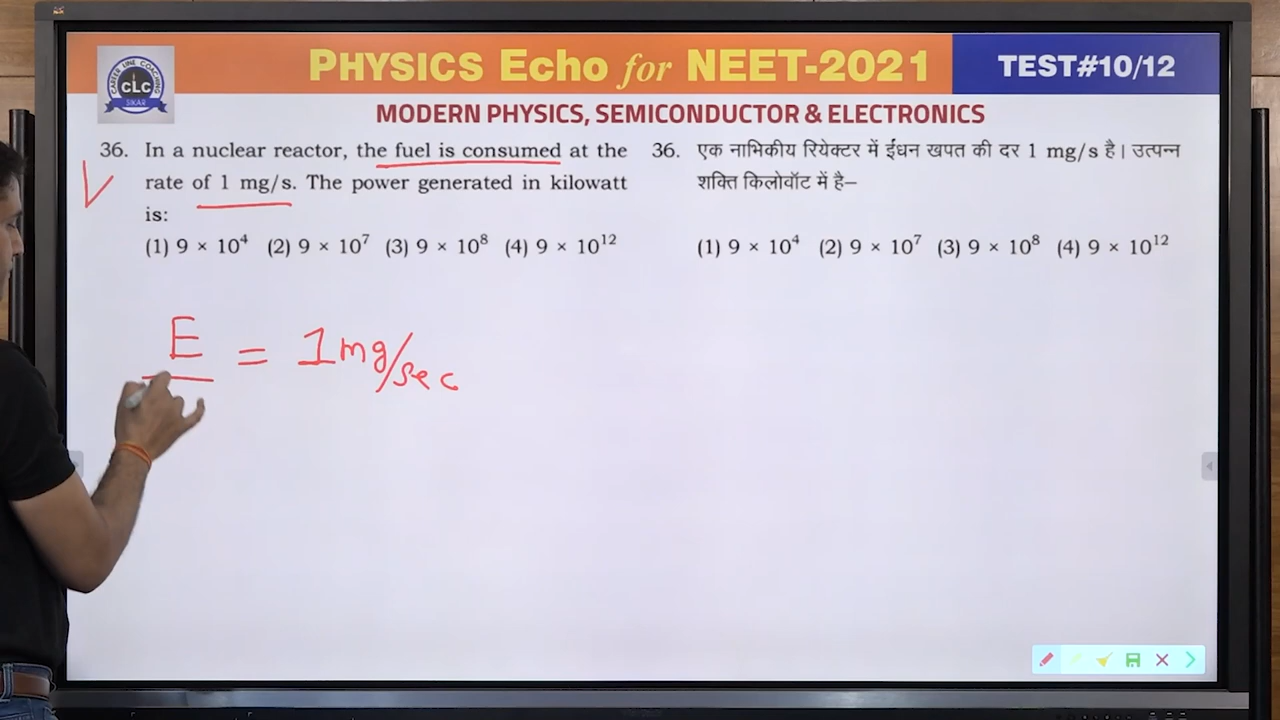 PHYSICS Echo for NEET-2021
TEST#10/12
CAREER LINE COACHING
CLC
SIKAR
MODERN PHYSICS, SEMICONDUCTOR & ELECTRONICS
36. In a nuclear reactor, the fuel is consumed at the
rate of 1 mg/s. The power generated in kilowatt
is:
(1) 9 × 10⁴ (2) 9 × 10⁷ (3) 9 × 10⁸ (4) 9 × 10¹²
36. एक नाभिकीय रियेक्टर में ईंधन खपत की दर 1 mg/s है। उत्पन्न
शक्ति किलोवॉट में है–
(1) 9 × 10⁴ (2) 9 × 10⁷ (3) 9 × 10⁸ (4) 9 × 10¹²
E = 1mg/sec